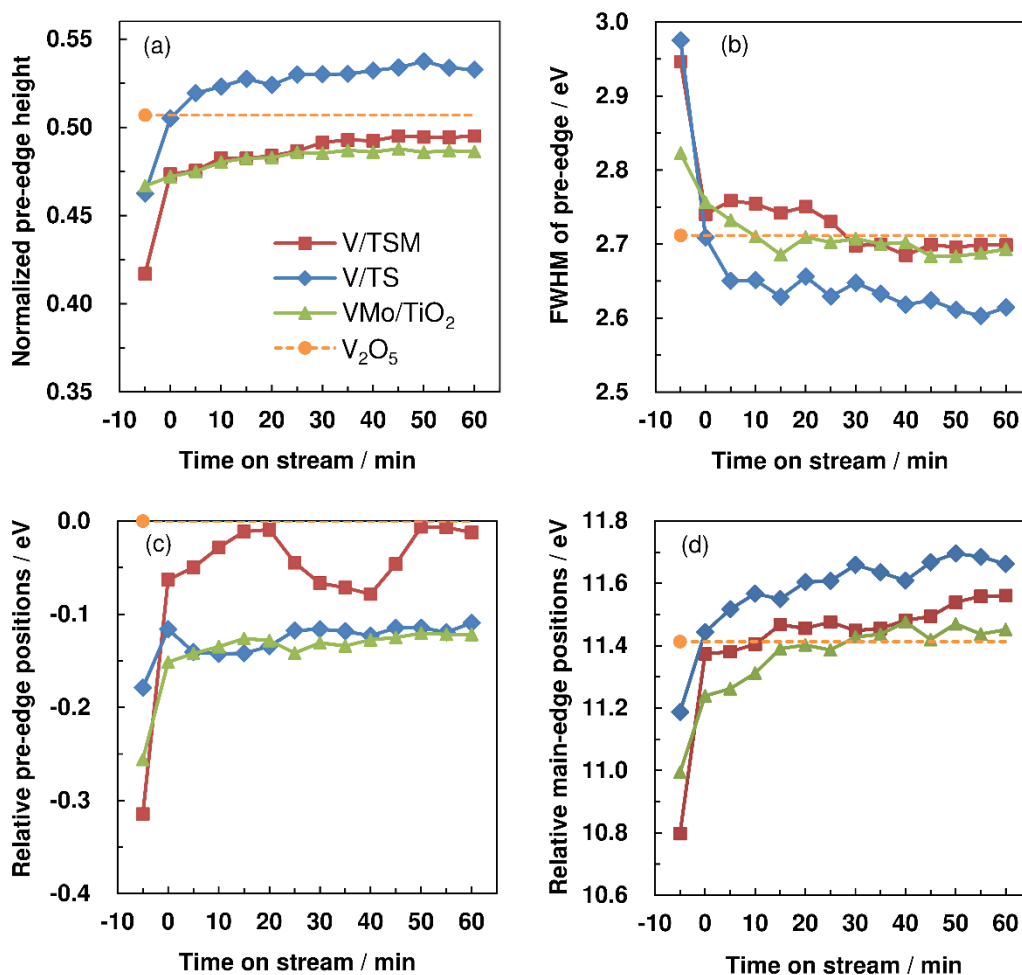 (a)
Normalized pre-edge height
0.55
0.50
0.45
0.40
0.35
V/TSM
V/TS
VMo/TiO₂
V₂O₅
-10 0 10 20 30 40 50 60
Time on stream / min
(b)
FWHM of pre-edge / eV
3.0
2.9
2.8
2.7
2.6
2.5
-10 0 10 20 30 40 50 60
Time on stream / min
(c)
Relative pre-edge positions / eV
0.0
-0.1
-0.2
-0.3
-0.4
-10 0 10 20 30 40 50 60
Time on stream / min
(d)
Relative main-edge positions / eV
11.8
11.6
11.4
11.2
11.0
10.8
10.6
-10 0 10 20 30 40 50 60
Time on stream / min